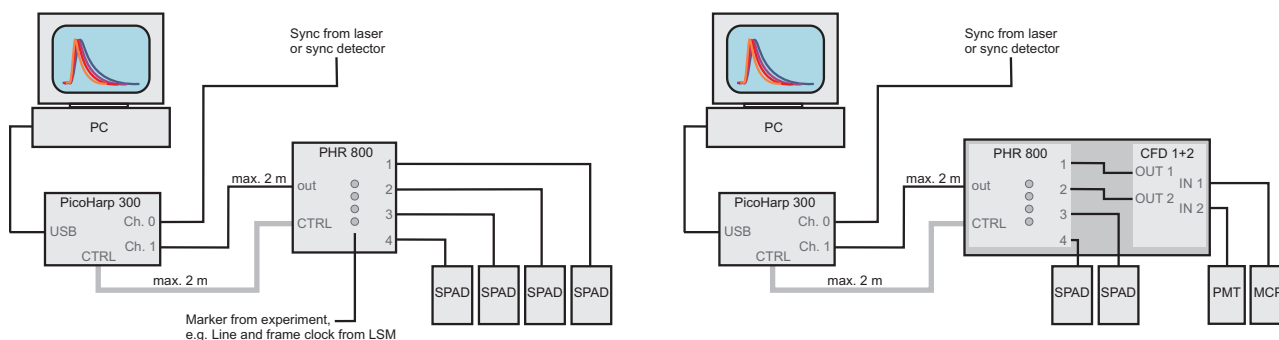 Sync from laser
or sync detector
PC
PHR 800
1
2
3
4
out
CTRL
max. 2 m
PicoHarp 300
Ch. 0
USB
Ch. 1
CTRL
max. 2 m
SPAD
SPAD
SPAD
SPAD
Marker from experiment,
e.g. Line and frame clock from LSM
Sync from laser
or sync detector
PC
PHR 800
CFD 1+2
1
OUT 1
IN 1
2
OUT 2
IN 2
3
4
out
CTRL
max. 2 m
PicoHarp 300
Ch. 0
USB
Ch. 1
CTRL
max. 2 m
SPAD
SPAD
PMT
MCP